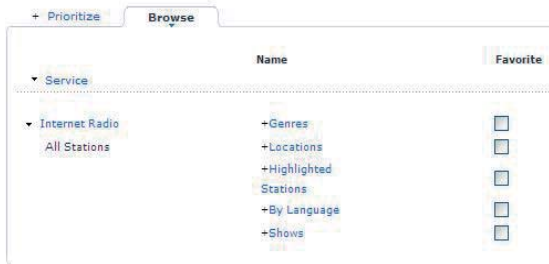 + Prioritize Browse
Name Favorite
Service
Internet Radio +Genres
All Stations +Locations
+Highlighted
Stations
+By Language
+Shows